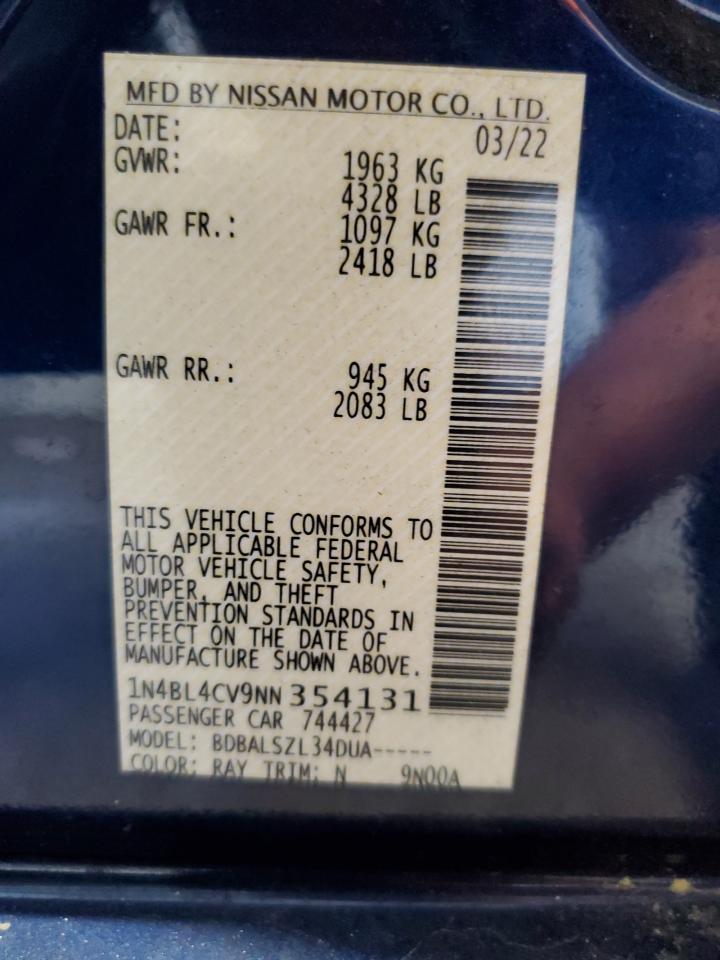 MFD BY NISSAN MOTOR CO., LTD.
DATE: 03/22
GVWR: 1963 KG
4328 LB
GAWR FR.: 1097 KG
2418 LB
GAWR RR.: 945 KG
2083 LB
THIS VEHICLE CONFORMS TO
ALL APPLICABLE FEDERAL
MOTOR VEHICLE SAFETY,
BUMPER, AND THEFT
PREVENTION STANDARDS IN
EFFECT ON THE DATE OF
MANUFACTURE SHOWN ABOVE.
1N4BL4CV9NN 354131
PASSENGER CAR 744427
MODEL: BDBALSZL34DUA-----
COLOR: RAY TRIM: N 9N00A